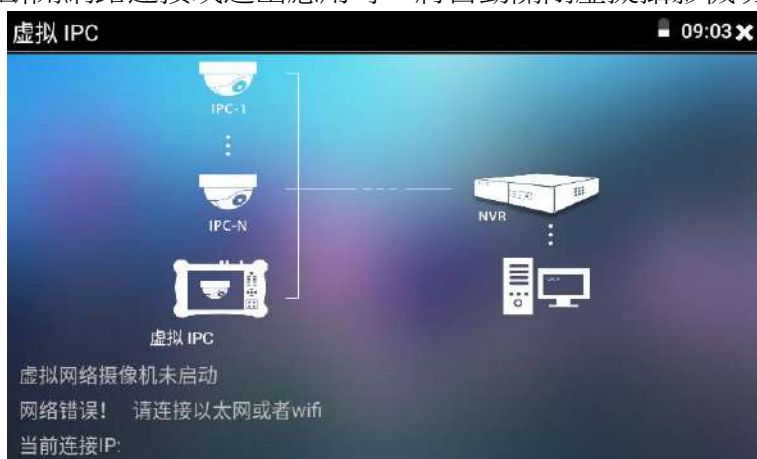 虚拟 IPC
09:03
IPC-1
IPC-N
NVR
虚拟 IPC
虚拟网络摄像机未启动
网络错误! 请连接以太网或者wifi
当前连接IP: